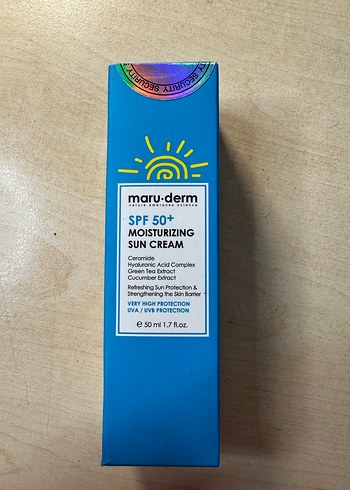 SECURITY SECURITY
maru·derm
nature embraces science
SPF 50+
MOISTURIZING
SUN CREAM
Ceramide
Hyaluronic Acid Complex
Green Tea Extract
Cucumber Extract
Refreshing Sun Protection &
Strengthening the Skin Barrier
VERY HIGH PROTECTION
UVA / UVB PROTECTION
℮ 50 ml 1.7 fl.oz.